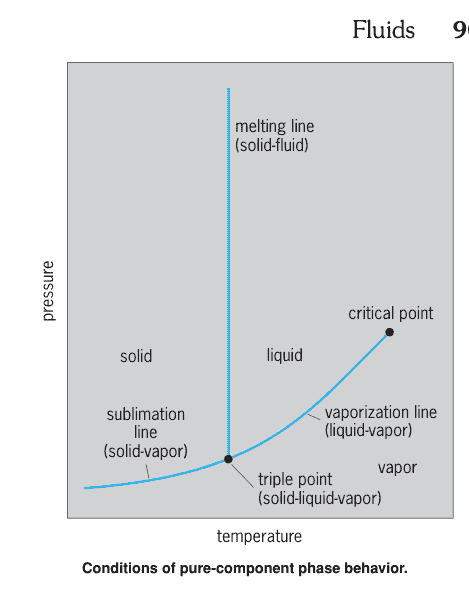 Fluids
melting line
(solid-fluid)
pressure
critical point
solid
liquid
sublimation
line
(solid-vapor)
vaporization line
(liquid-vapor)
vapor
triple point
(solid-liquid-vapor)
temperature
Conditions of pure-component phase behavior.